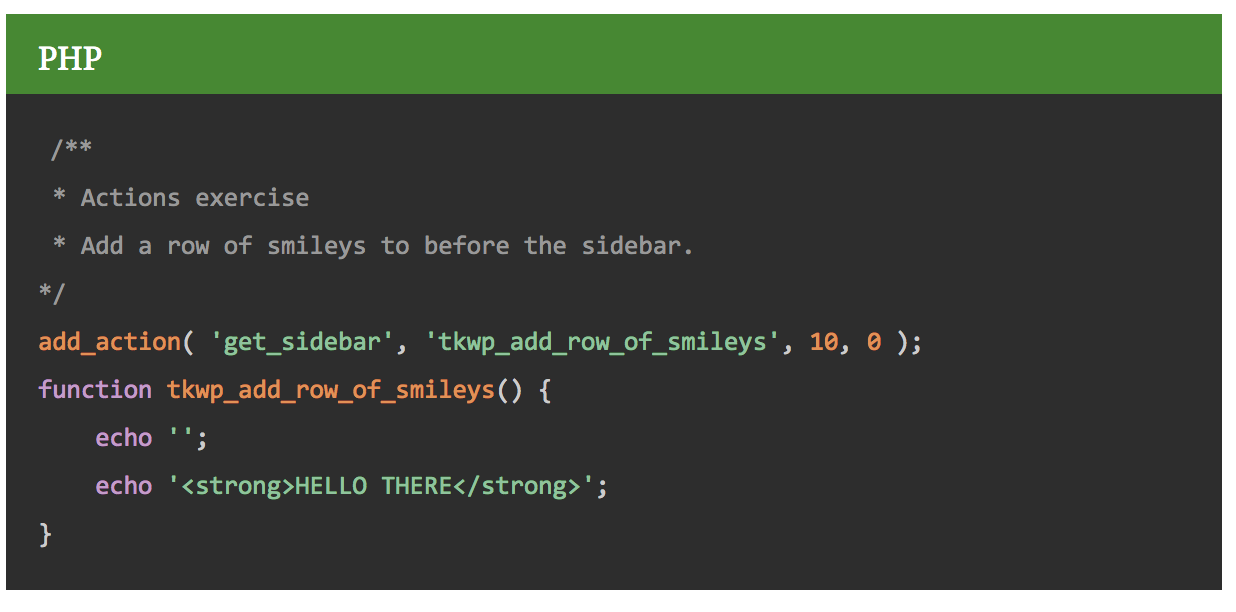 PHP
/**
* Actions exercise
* Add a row of smileys to before the sidebar.
*/
add_action( 'get_sidebar', 'tkwp_add_row_of_smileys', 10, 0 );
function tkwp_add_row_of_smileys() {
echo '';
echo '<strong>HELLO THERE</strong>';
}